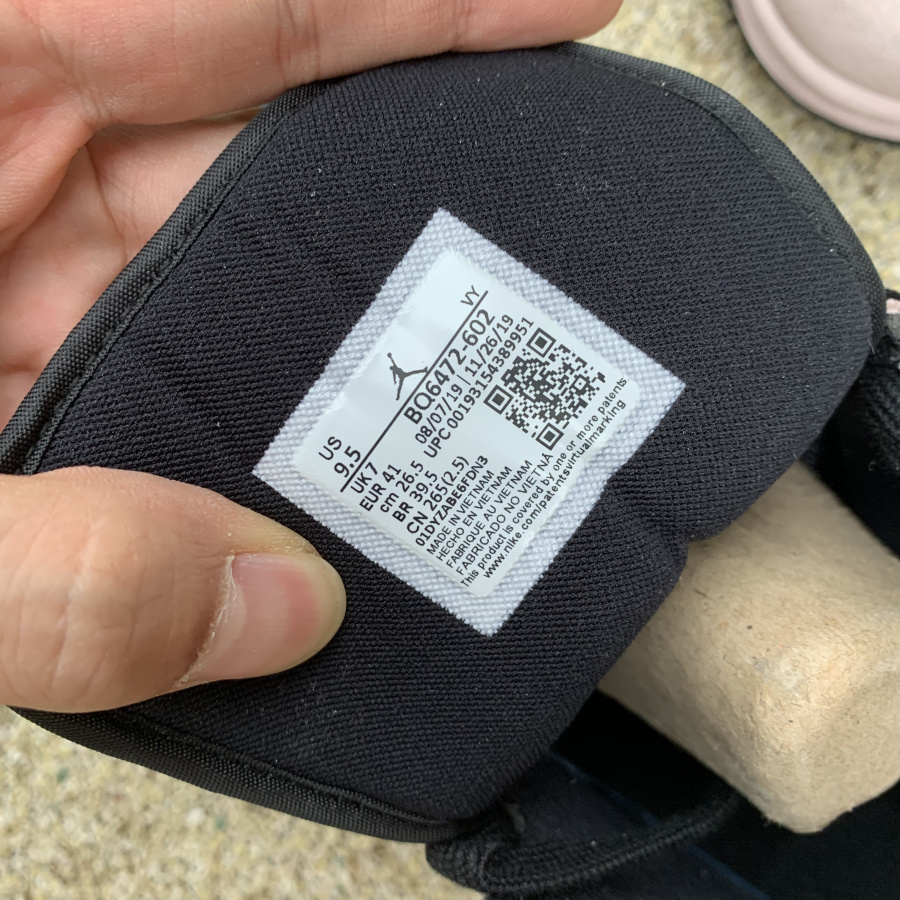 US
9.5
VY
UK 7
BQ6472-602
EUR 41
08/07/19 | 11/26/19
cm 26.5
UPC 00195154389951
BR 39.5
CN 265(2.5)
01DYZABE6FDN3
MADE IN VIETNAM
HECHO EN VIETNAM
FABRIQUE AU VIETNAM
FABRICADO NO VIETNÃ
This product is covered by one or more patents
www.nike.com/patentsvirtualmarking